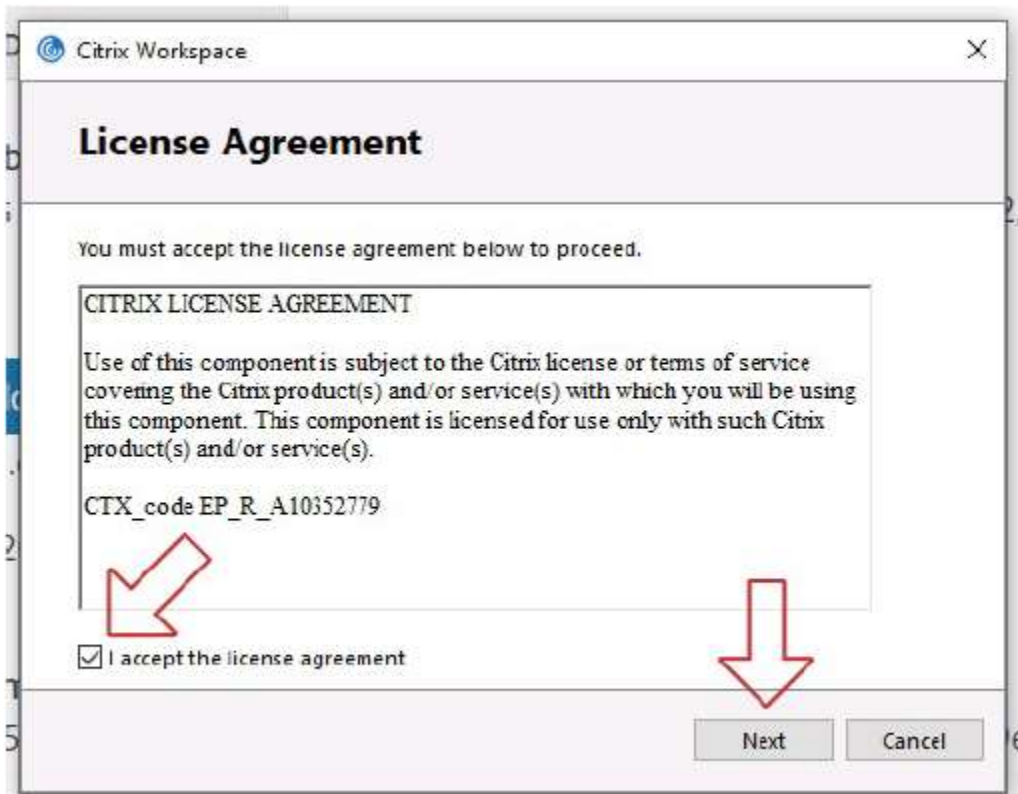 Citrix Workspace
License Agreement
You must accept the license agreement below to proceed.
CITRIX LICENSE AGREEMENT
Use of this component is subject to the Citrix license or terms of service
covering the Citrix product(s) and/or service(s) with which you will be using
this component. This component is licensed for use only with such Citrix
product(s) and/or service(s).
CTX_code EP_R_A10352779
I accept the license agreement
Next
Cancel